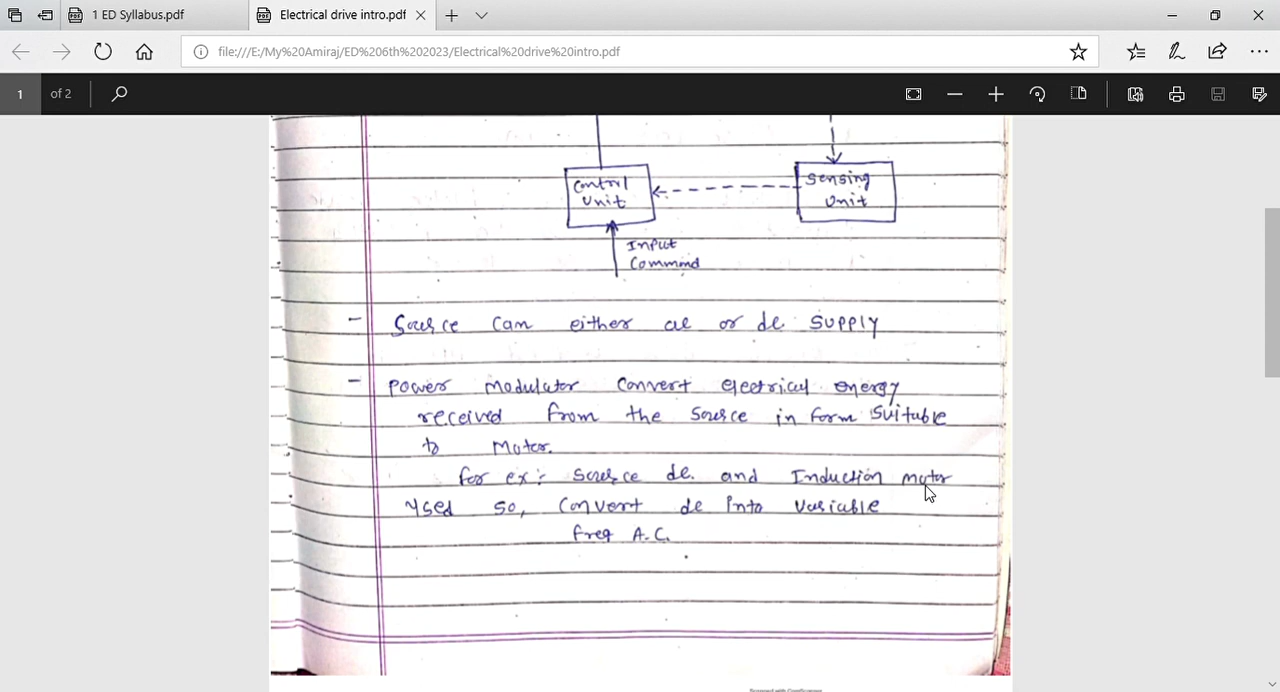 1 ED Syllabus.pdf
Electrical drive intro.pdf
file:///E:/My%20Amiraj/ED%206th%202023/Electrical%20drive%20intro.pdf
1 of 2
Control
Unit
Sensing
Unit
Input
Command
- Source can either ac or dc supply
- Power modulator convert electrical energy
received from the source in form suitable
to Motor.
for ex: source dc. and Induction motor
used so, convert dc into variable
freq A.C.
Scanned with CamScanner